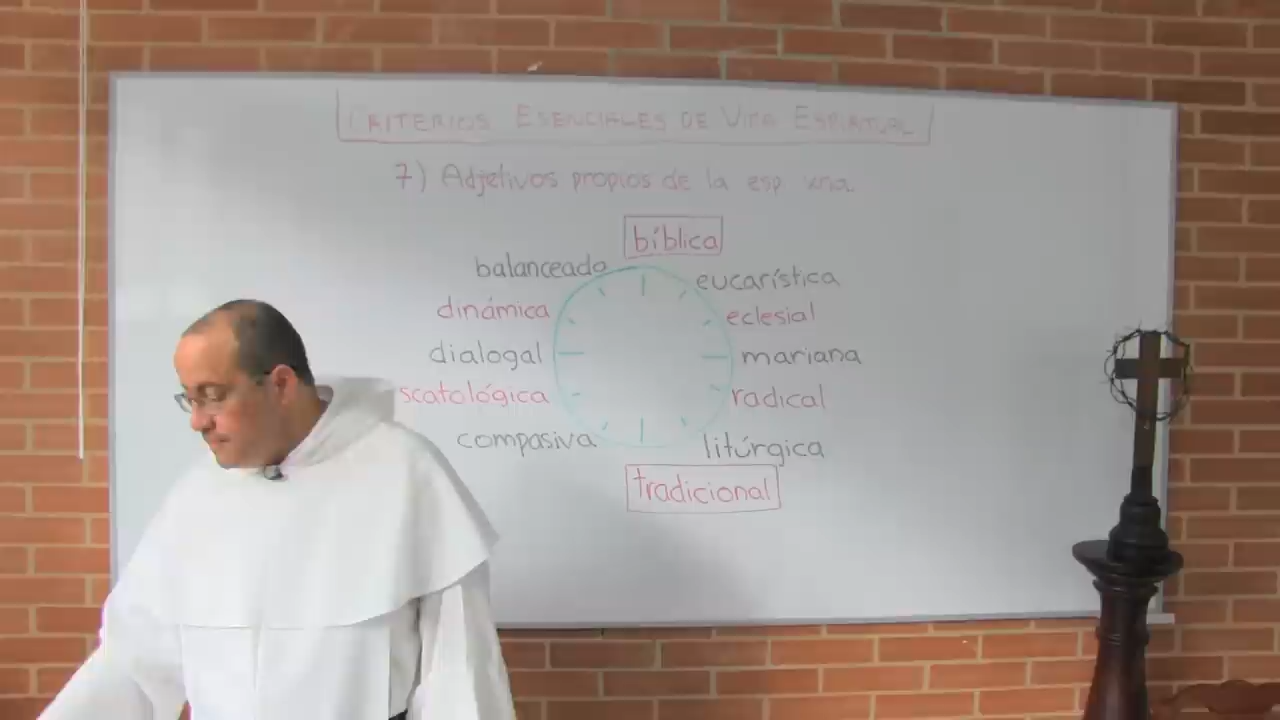 CRITERIOS ESENCIALES DE VIDA ESPIRITUAL
7) Adjetivos propios de la esp
bíblica
balanceada
eucarística
dinámica
eclesial
dialogal
mariana
scatológica
radical
compasiva
litúrgica
tradicional